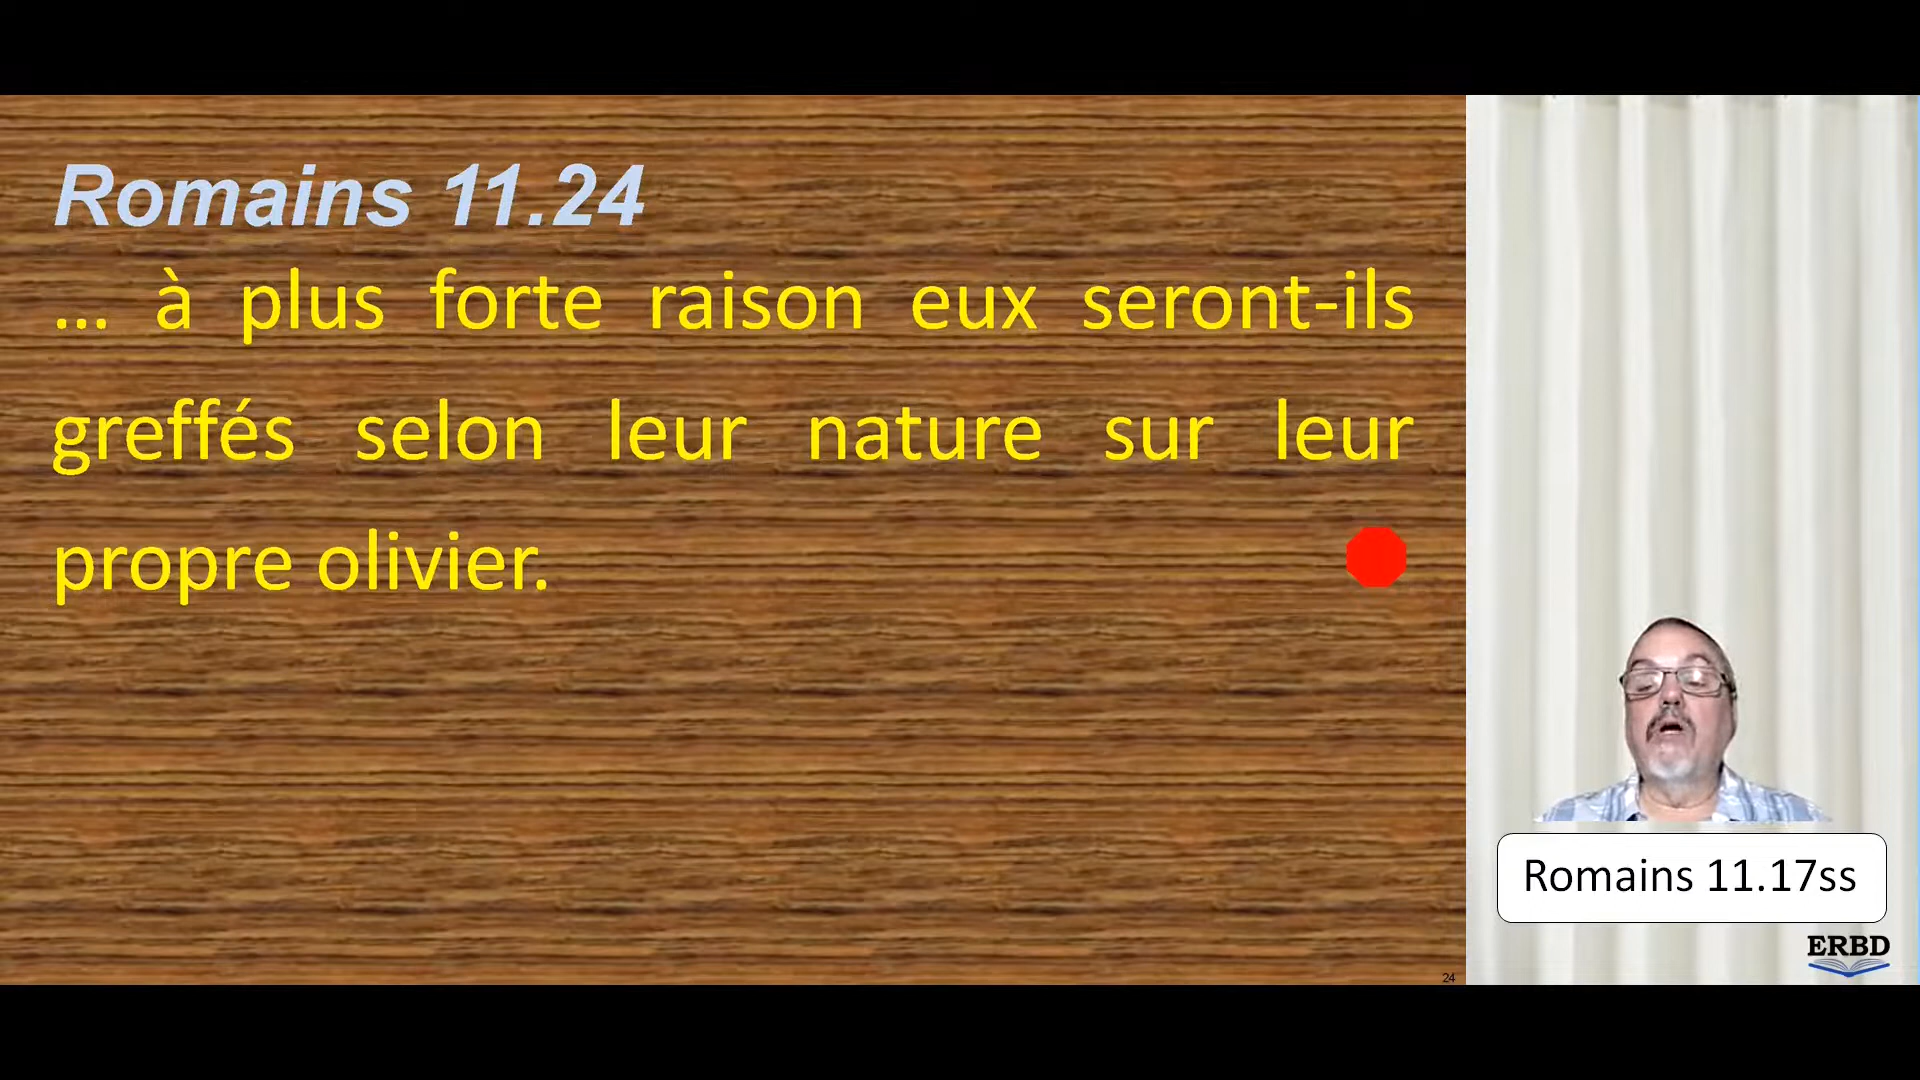 Romains 11.24
... à plus forte raison eux seront-ils
greffés selon leur nature sur leur
propre olivier.
24
Romains 11.17ss
ERBD